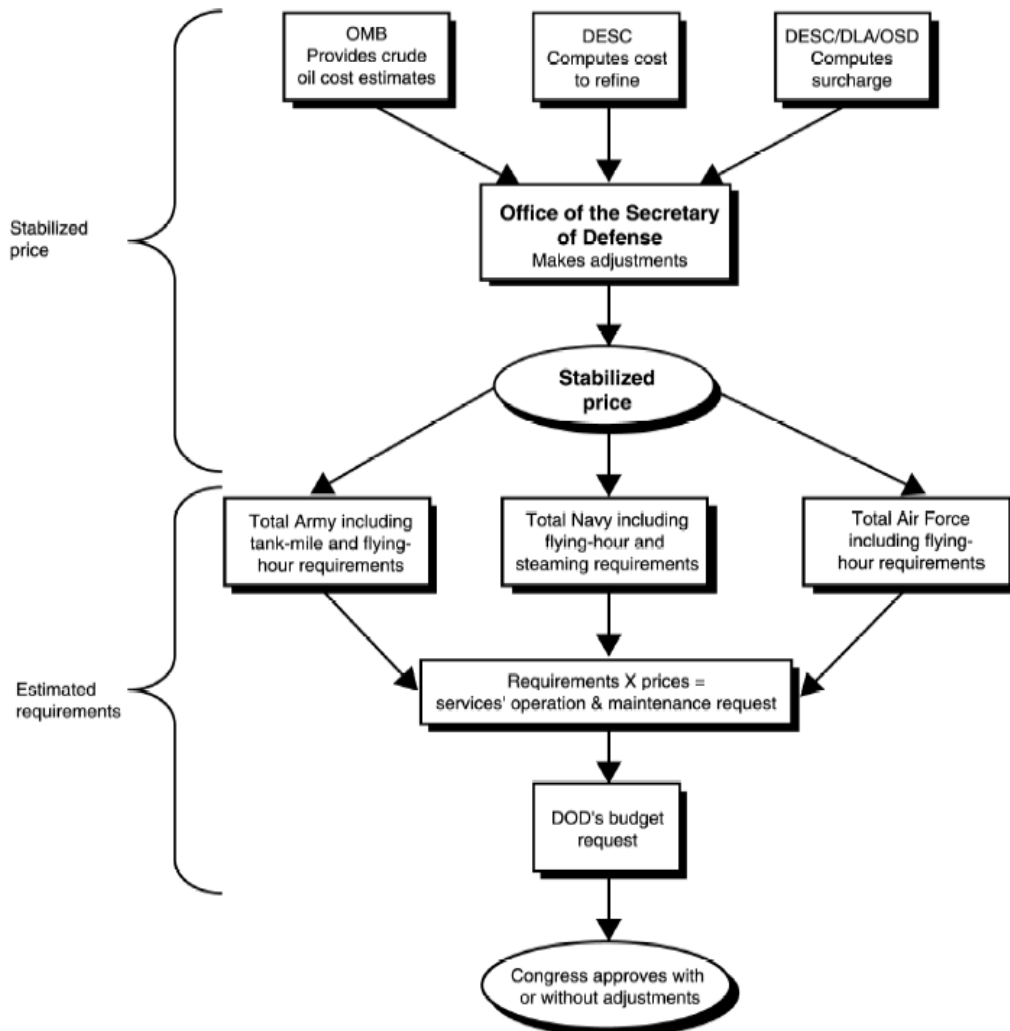 OMB
Provides crude
oil cost estimates
DESC
Computes cost
to refine
DESC/DLA/OSD
Computes
surcharge
Office of the Secretary
of Defense
Makes adjustments
Stabilized
price
Stabilized
price
Total Army including
tank-mile and flying-
hour requirements
Total Navy including
flying-hour and
steaming requirements
Total Air Force
including flying-
hour requirements
Estimated
requirements
Requirements X prices =
services' operation & maintenance request
DOD's budget
request
Congress approves with
or without adjustments